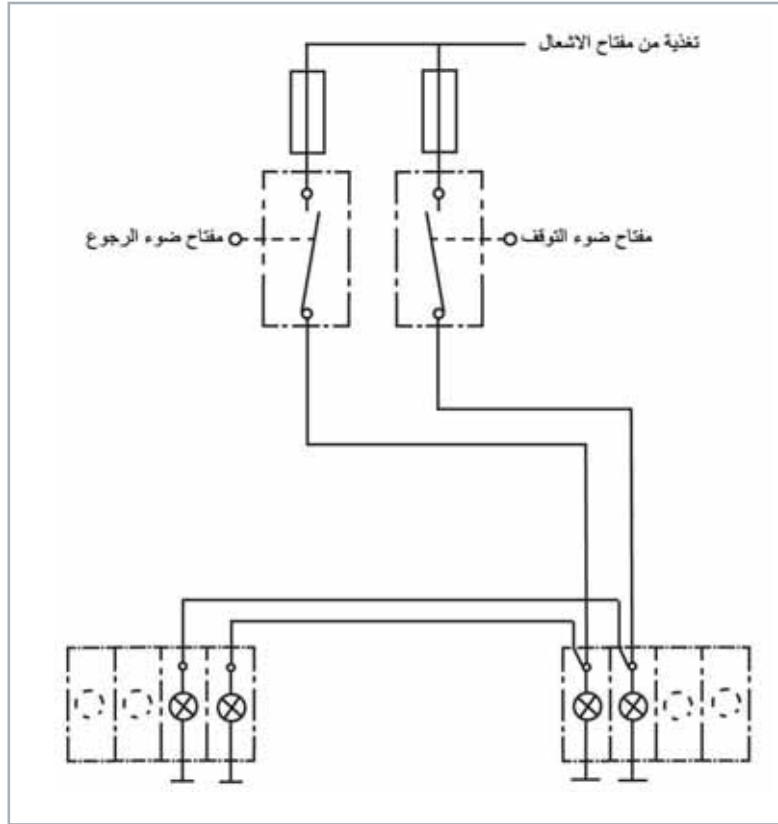 تغذية من مفتاح الاشعال
مفتاح ضوء التوقف
مفتاح ضوء الرجوع